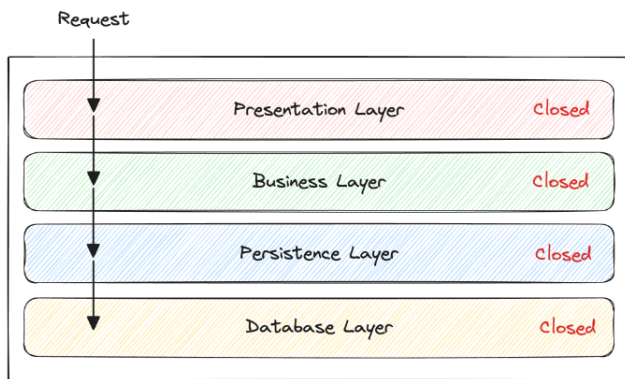 Request
Presentation Layer Closed
Business Layer Closed
Persistence Layer Closed
Database Layer Closed